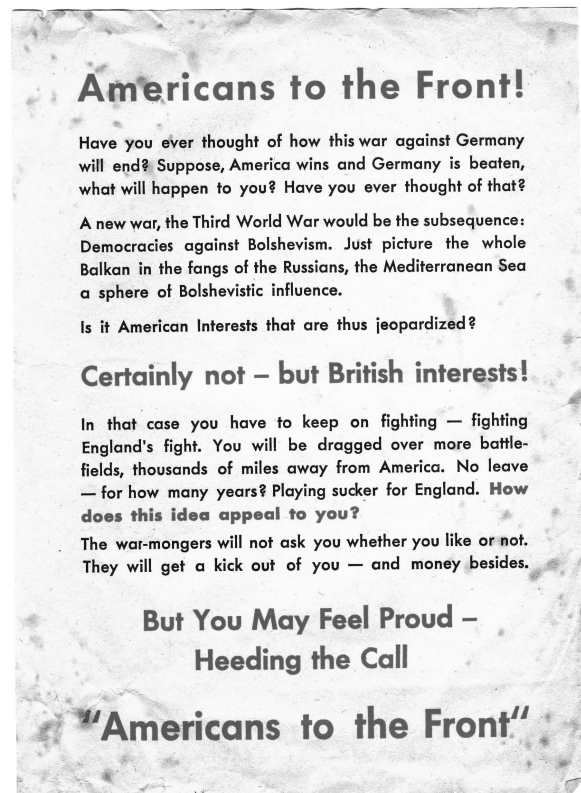 Americans to the Front!
Have you ever thought of how this war against Germany
will end? Suppose, America wins and Germany is beaten,
what will happen to you? Have you ever thought of that?
A new war, the Third World War would be the subsequence:
Democracies against Bolshevism. Just picture the whole
Balkan in the fangs of the Russians, the Mediterranean Sea
a sphere of Bolshevistic influence.
Is it American Interests that are thus jeopardized?
Certainly not – but British interests!
In that case you have to keep on fighting — fighting
England's fight. You will be dragged over more battle-
fields, thousands of miles away from America. No leave
— for how many years? Playing sucker for England. How
does this idea appeal to you?
The war-mongers will not ask you whether you like or not.
They will get a kick out of you — and money besides.
But You May Feel Proud –
Heeding the Call
“Americans to the Front“